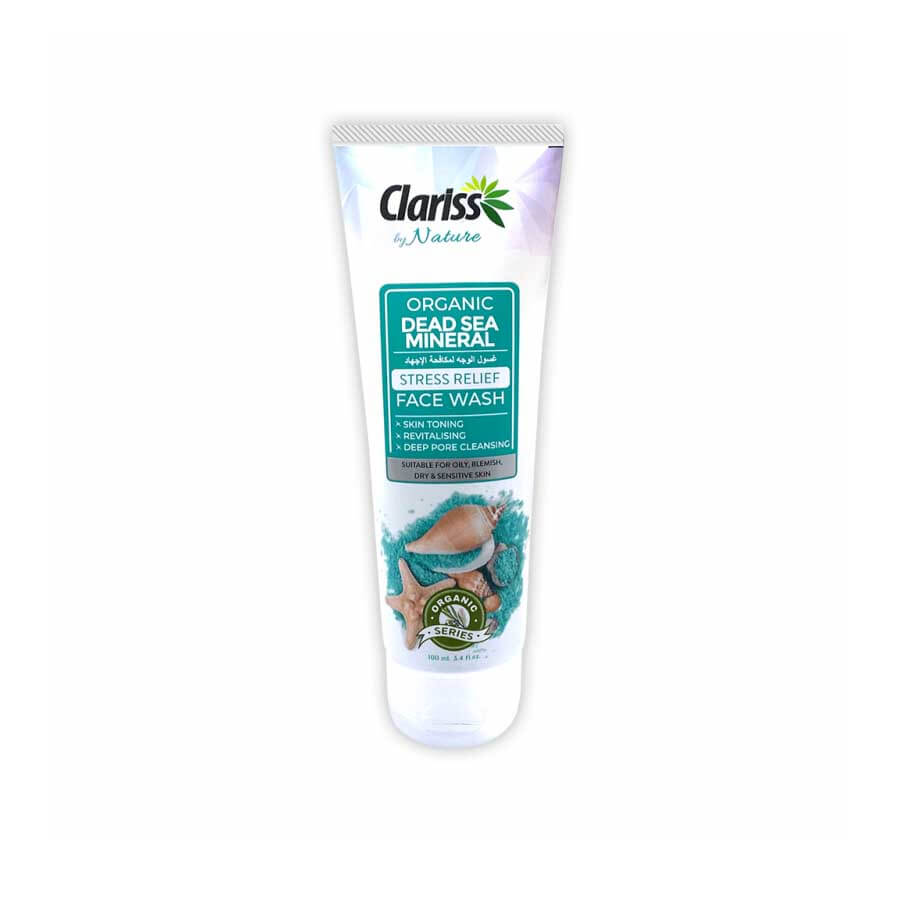 Clariss
by Nature
ORGANIC
DEAD SEA
MINERAL
غسول الوجه لمكافحة الإجهاد
STRESS RELIEF
FACE WASH
SKIN TONING
REVITALISING
DEEP PORE CLEANSING
SUITABLE FOR OILY, BLEMISH,
DRY & SENSITIVE SKIN
ORGANIC
SERIES
100 ml. 3.4 fl.oz.